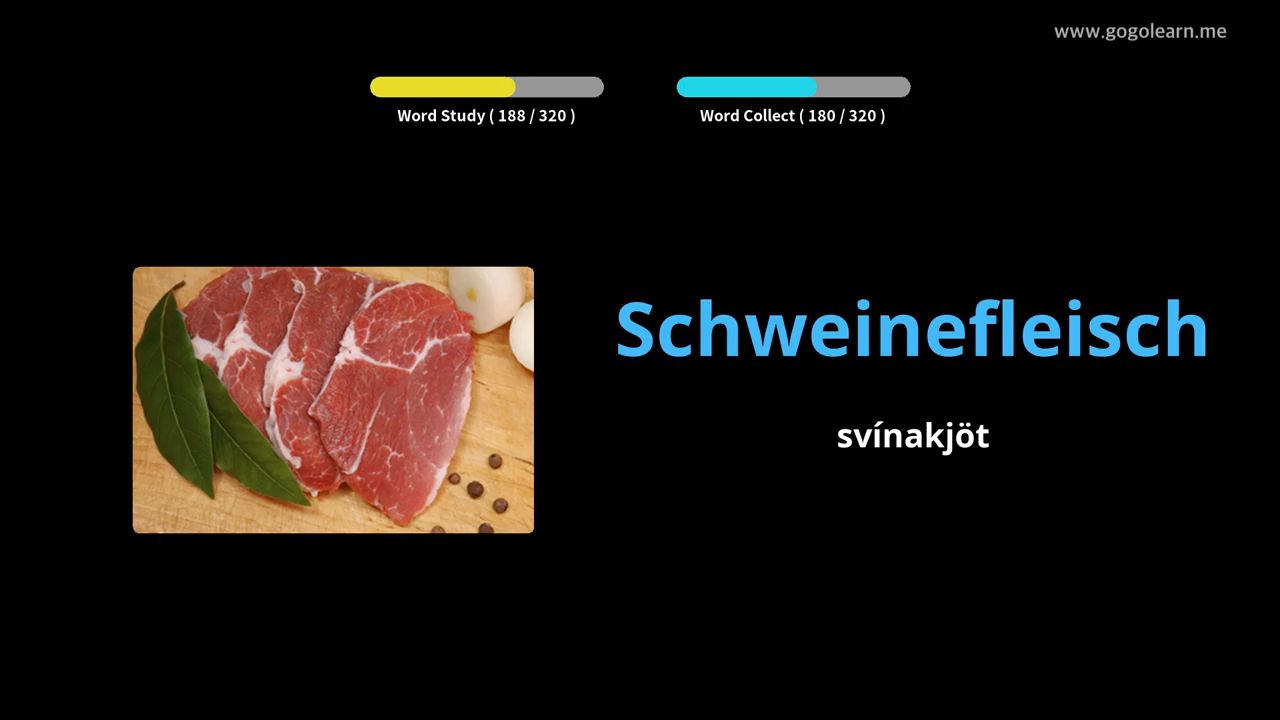 www.gogolearn.me
Word Study ( 188 / 320 )
Word Collect ( 180 / 320 )
Schweinefleisch
svínakjöt